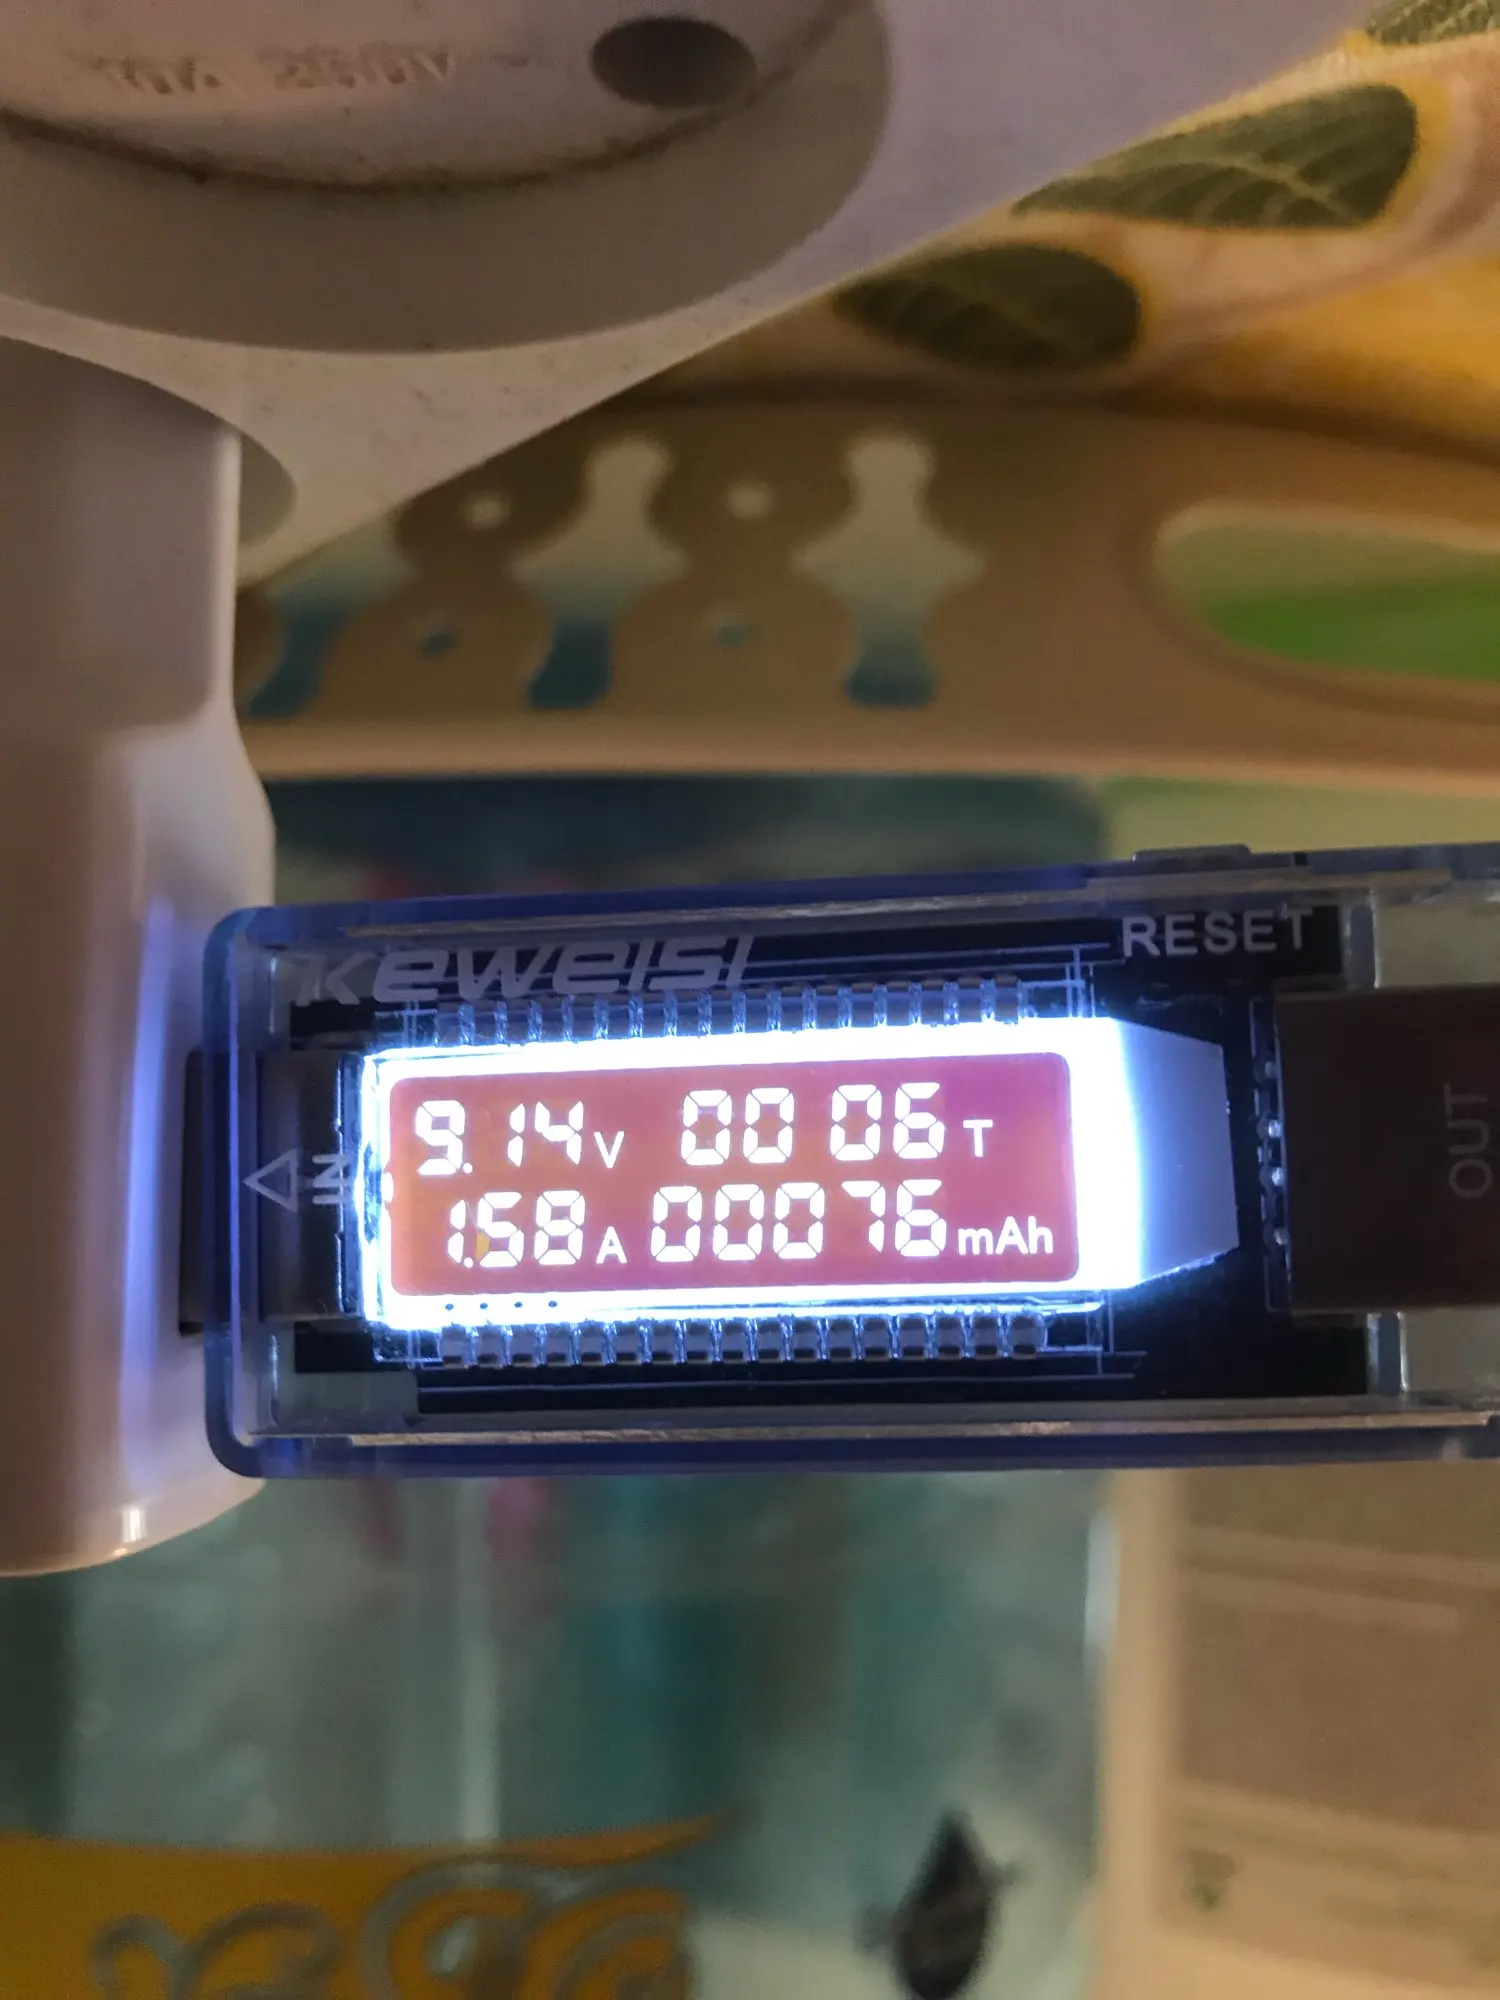 KEWEISI
RESET
IN
9.14V 00 06 T
1.58A 00076 mAh
OUT